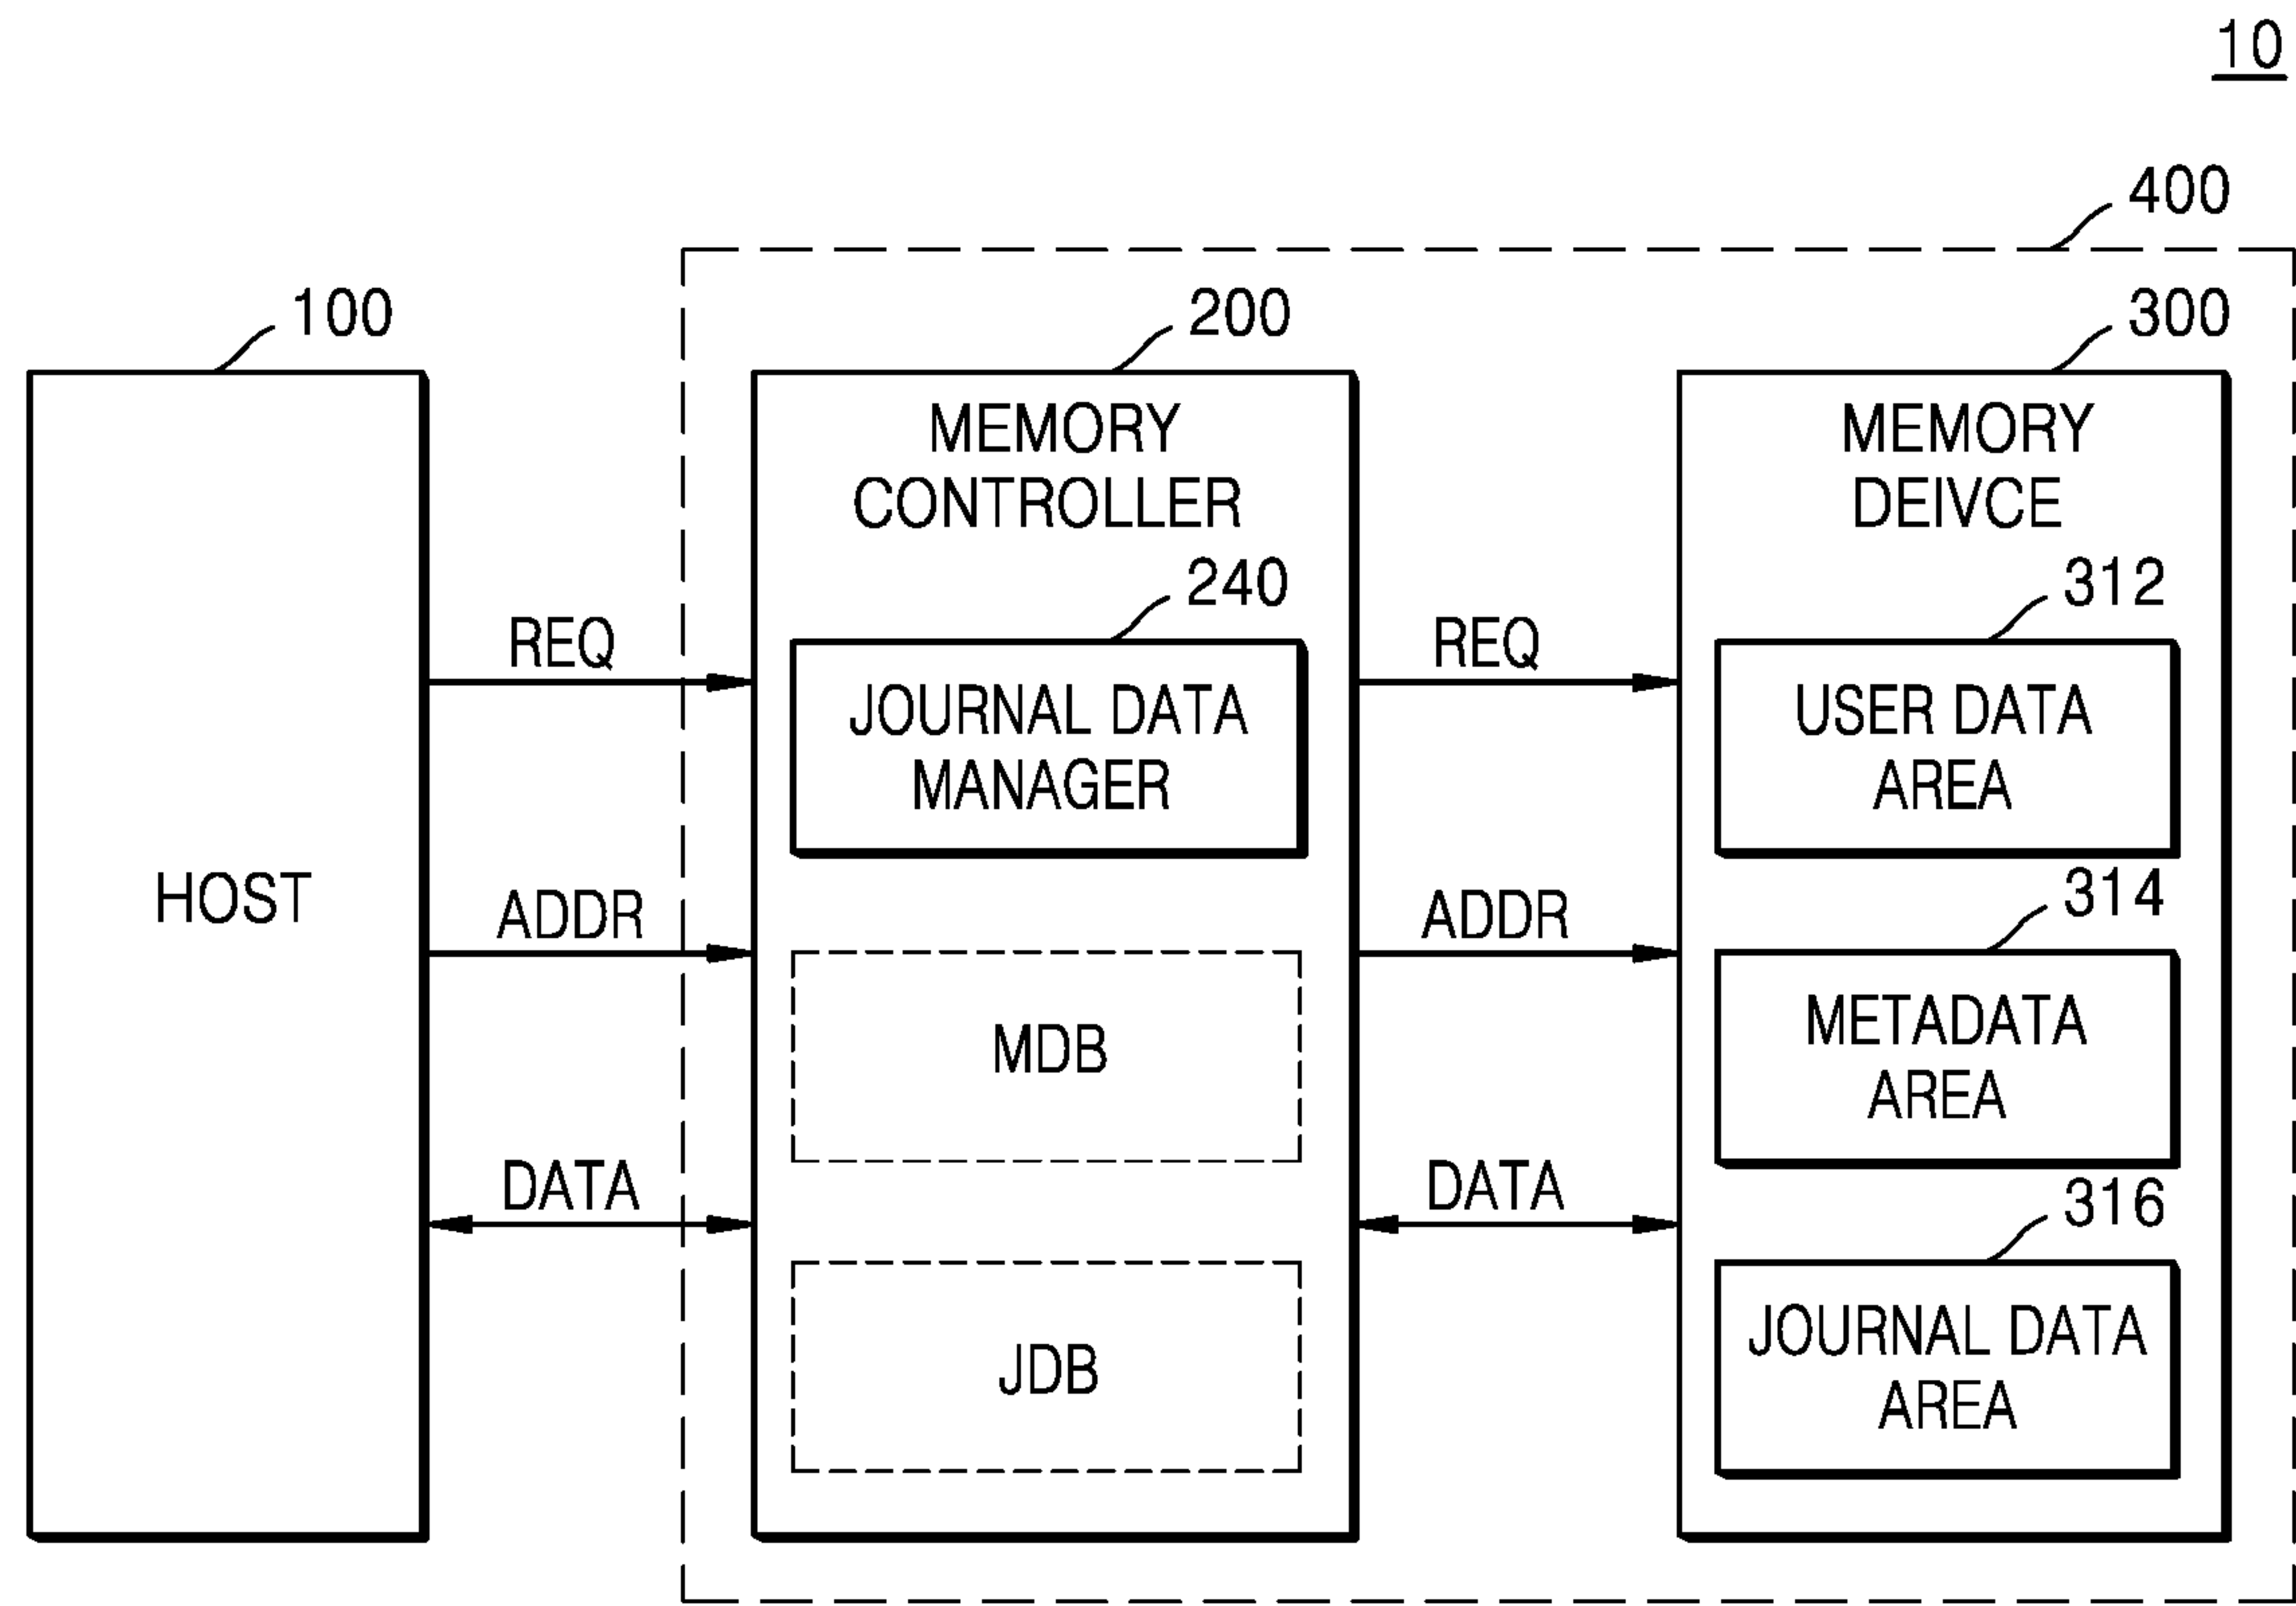 10
400
100
200
300
MEMORY
CONTROLLER
MEMORY
DEIVCE
240
312
REQ
REQ
JOURNAL DATA
MANAGER
USER DATA
AREA
HOST
ADDR
ADDR
314
MDB
METADATA
AREA
DATA
DATA
316
JDB
JOURNAL DATA
AREA